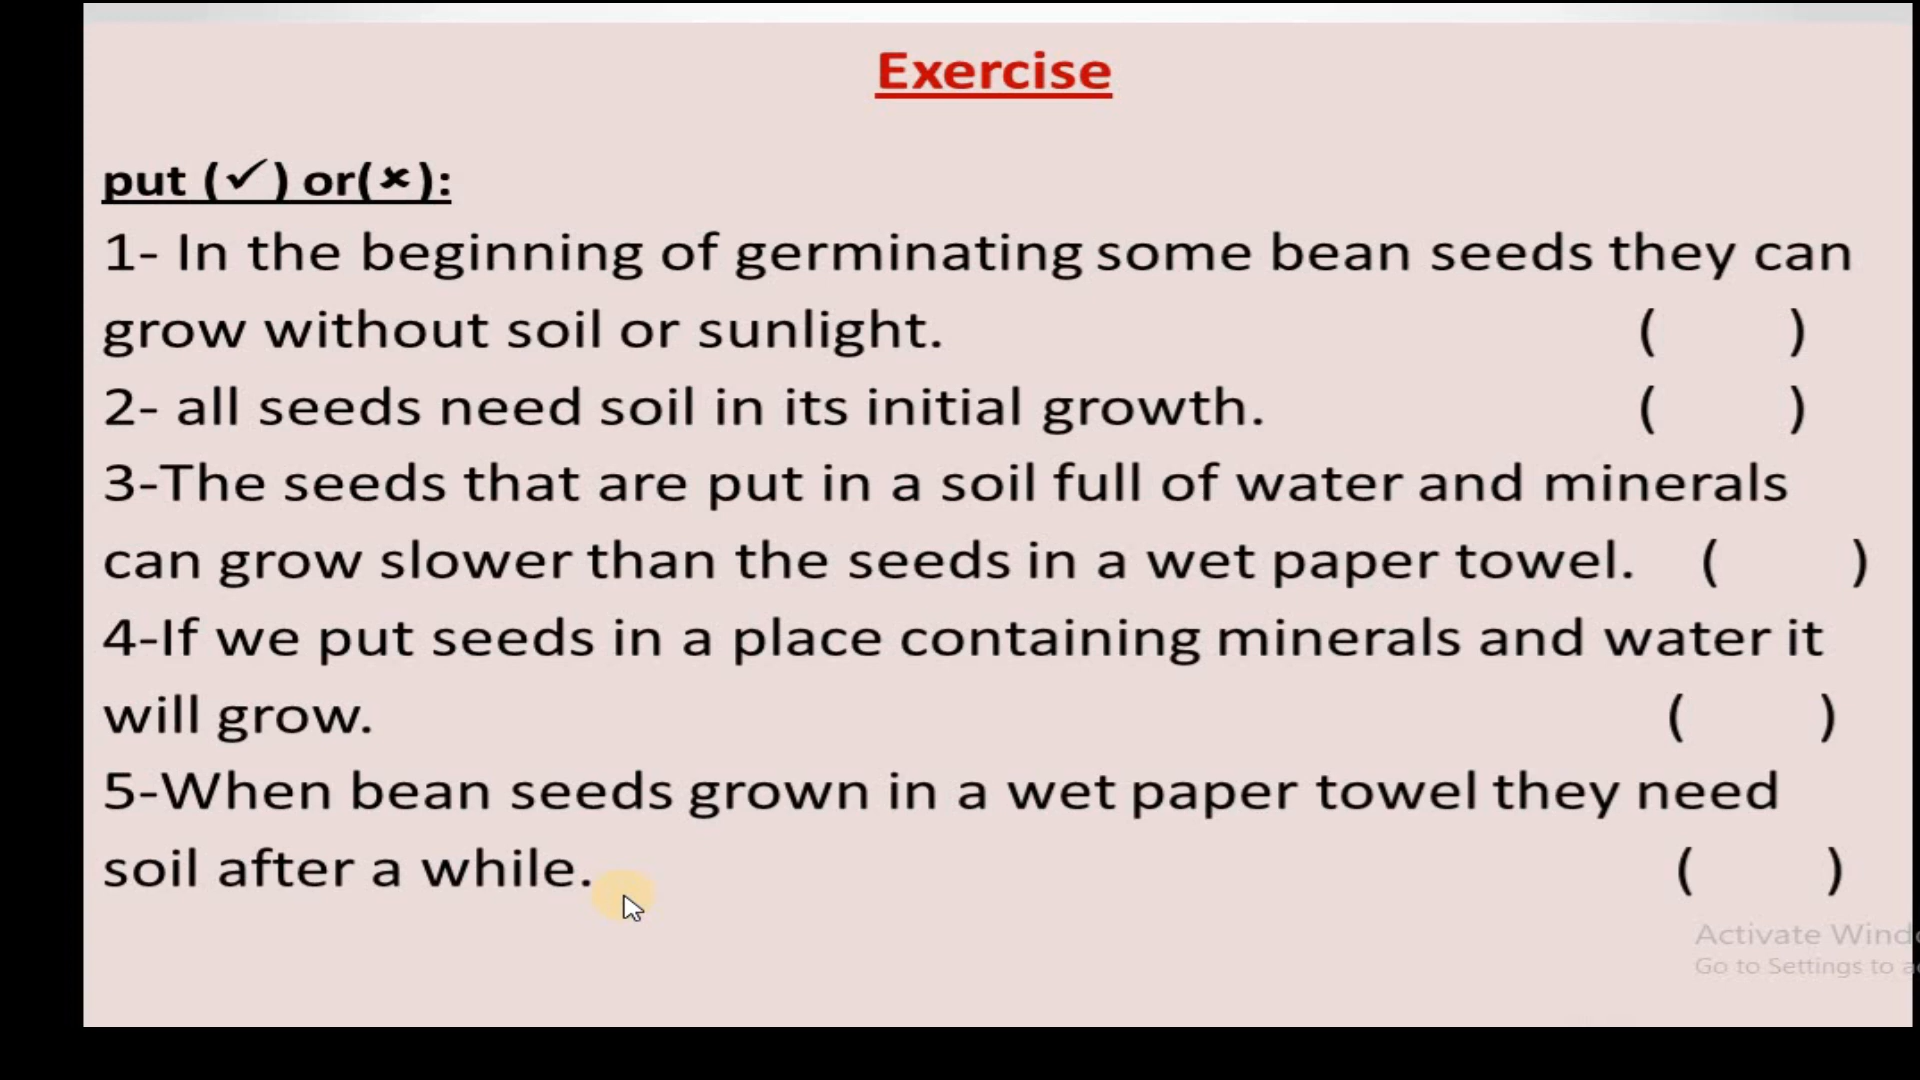 Exercise
put (✓) or(×):
1- In the beginning of germinating some bean seeds they can
grow without soil or sunlight. ( )
2- all seeds need soil in its initial growth. ( )
3-The seeds that are put in a soil full of water and minerals
can grow slower than the seeds in a wet paper towel. ( )
4-If we put seeds in a place containing minerals and water it
will grow. ( )
5-When bean seeds grown in a wet paper towel they need
soil after a while. ( )
Activate
Go to Settings to